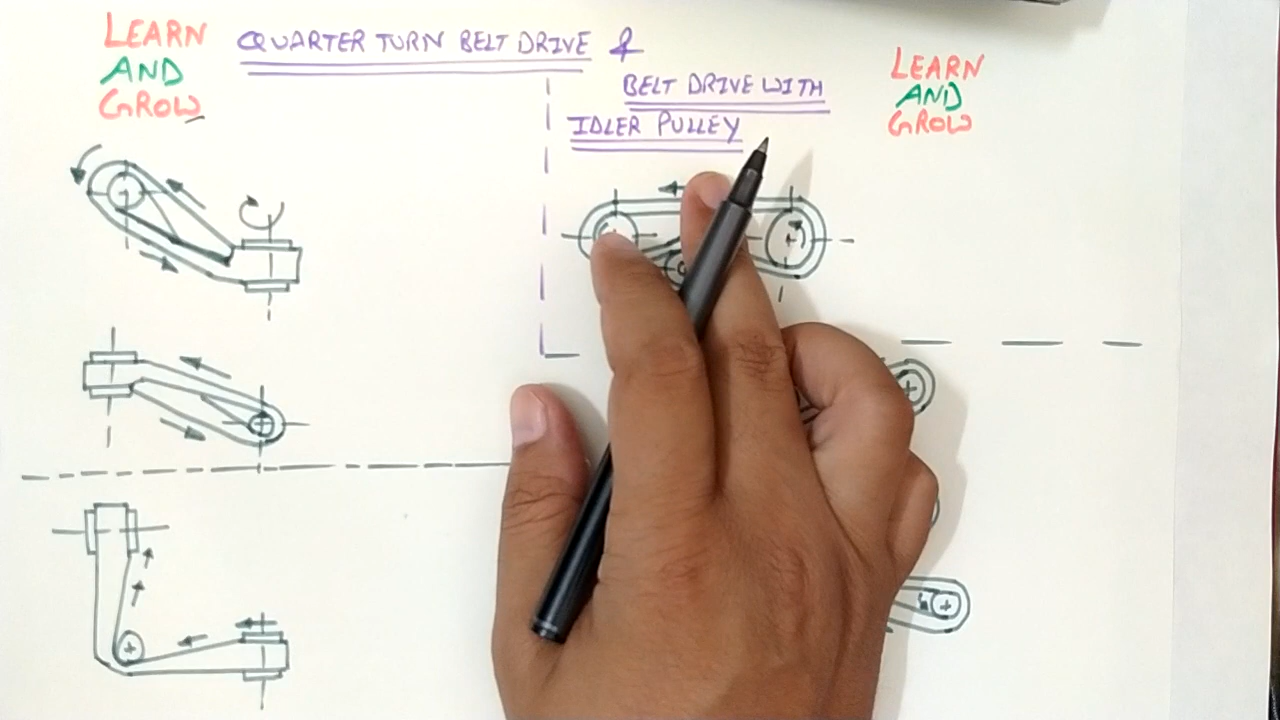 LEARN
AND
GROW
QUARTER TURN BELT DRIVE &
BELT DRIVE WITH
IDLER PULLEY
LEARN
AND
GROW